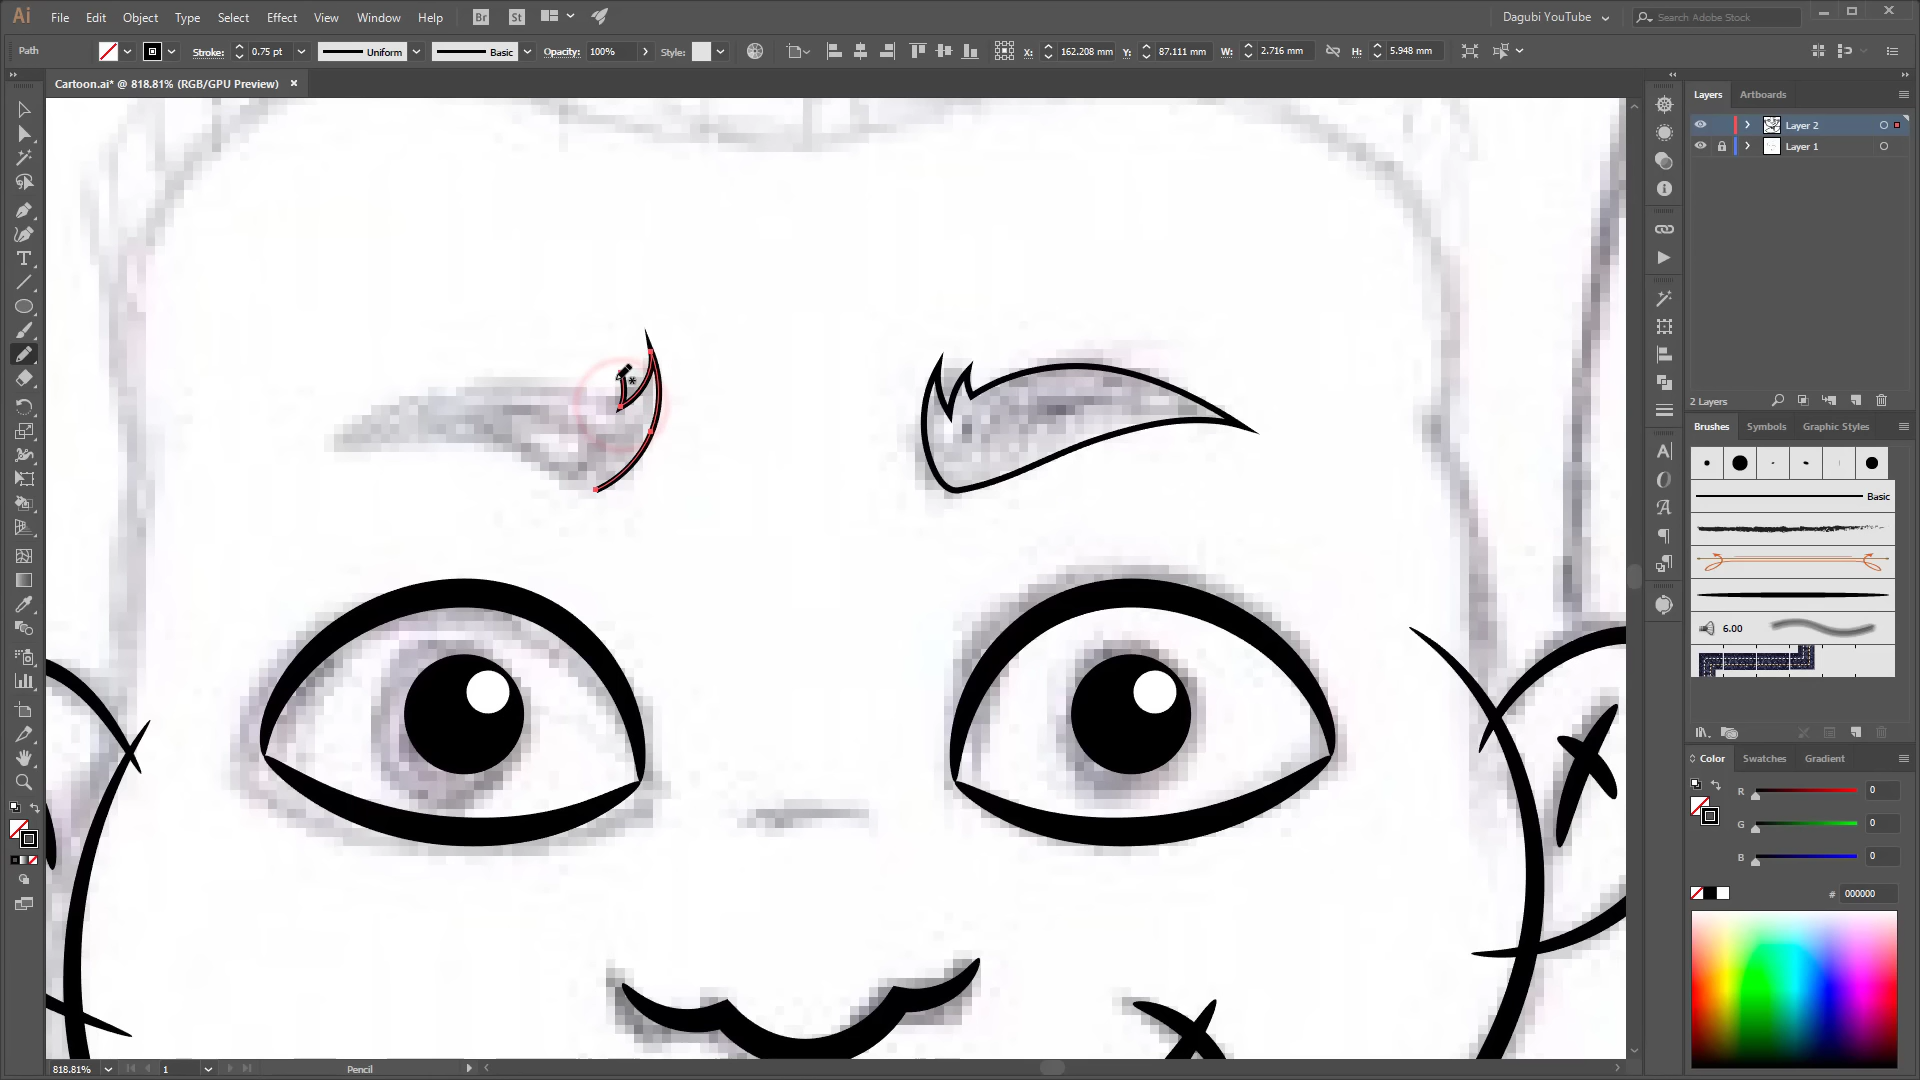 Ai File Edit Object Type Select Effect View Window Help Br St Dagubi YouTube Search Adobe Stock
Path Stroke: 0.75 pt Uniform Basic Opacity: 100% Style: X: 162.208 mm Y: 87.111 mm W: 2.716 mm H: 5.948 mm
Cartoon.ai* @ 818.81% (RGB/GPU Preview) ×
Layers Artboards
Layer 2
Layer 1
2 Layers
Brushes Symbols Graphic Styles
Basic
6.00
Color Swatches Gradient
R 0
G 0
B 0
# 000000
818.81% 1 Pencil